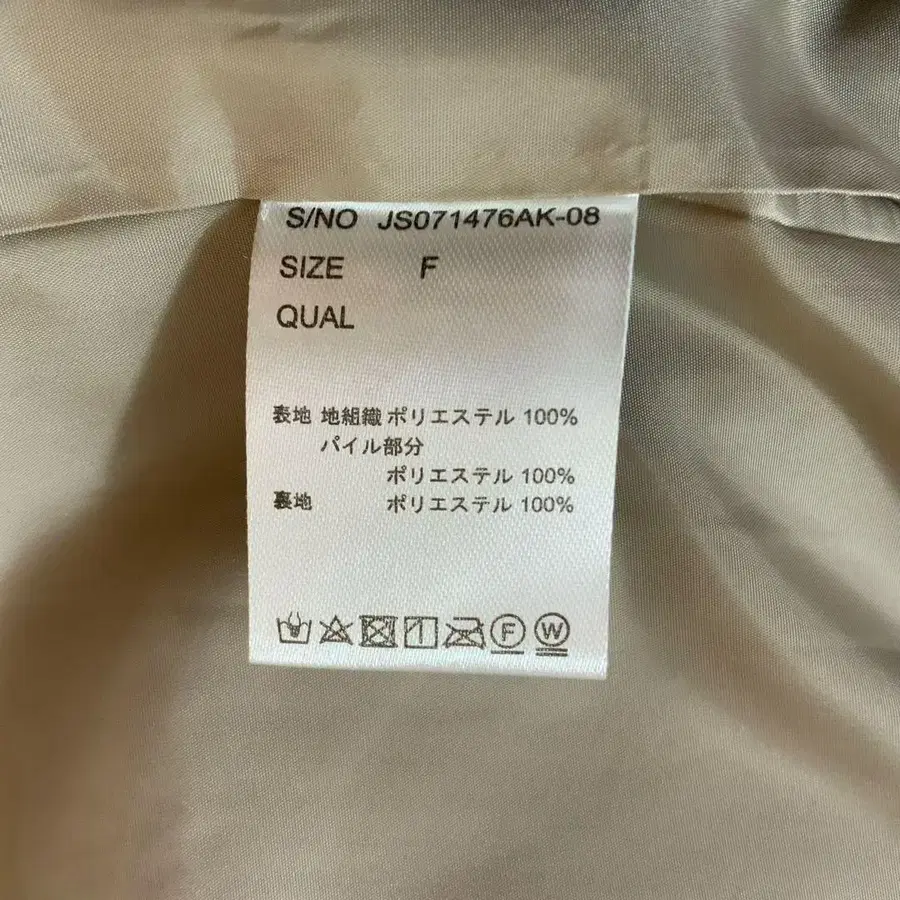 S/NO JS071476AK-08
SIZE F
QUAL
表地 地組織 ポリエステル 100%
パイル部分
ポリエステル 100%
裏地 ポリエステル 100%
F W